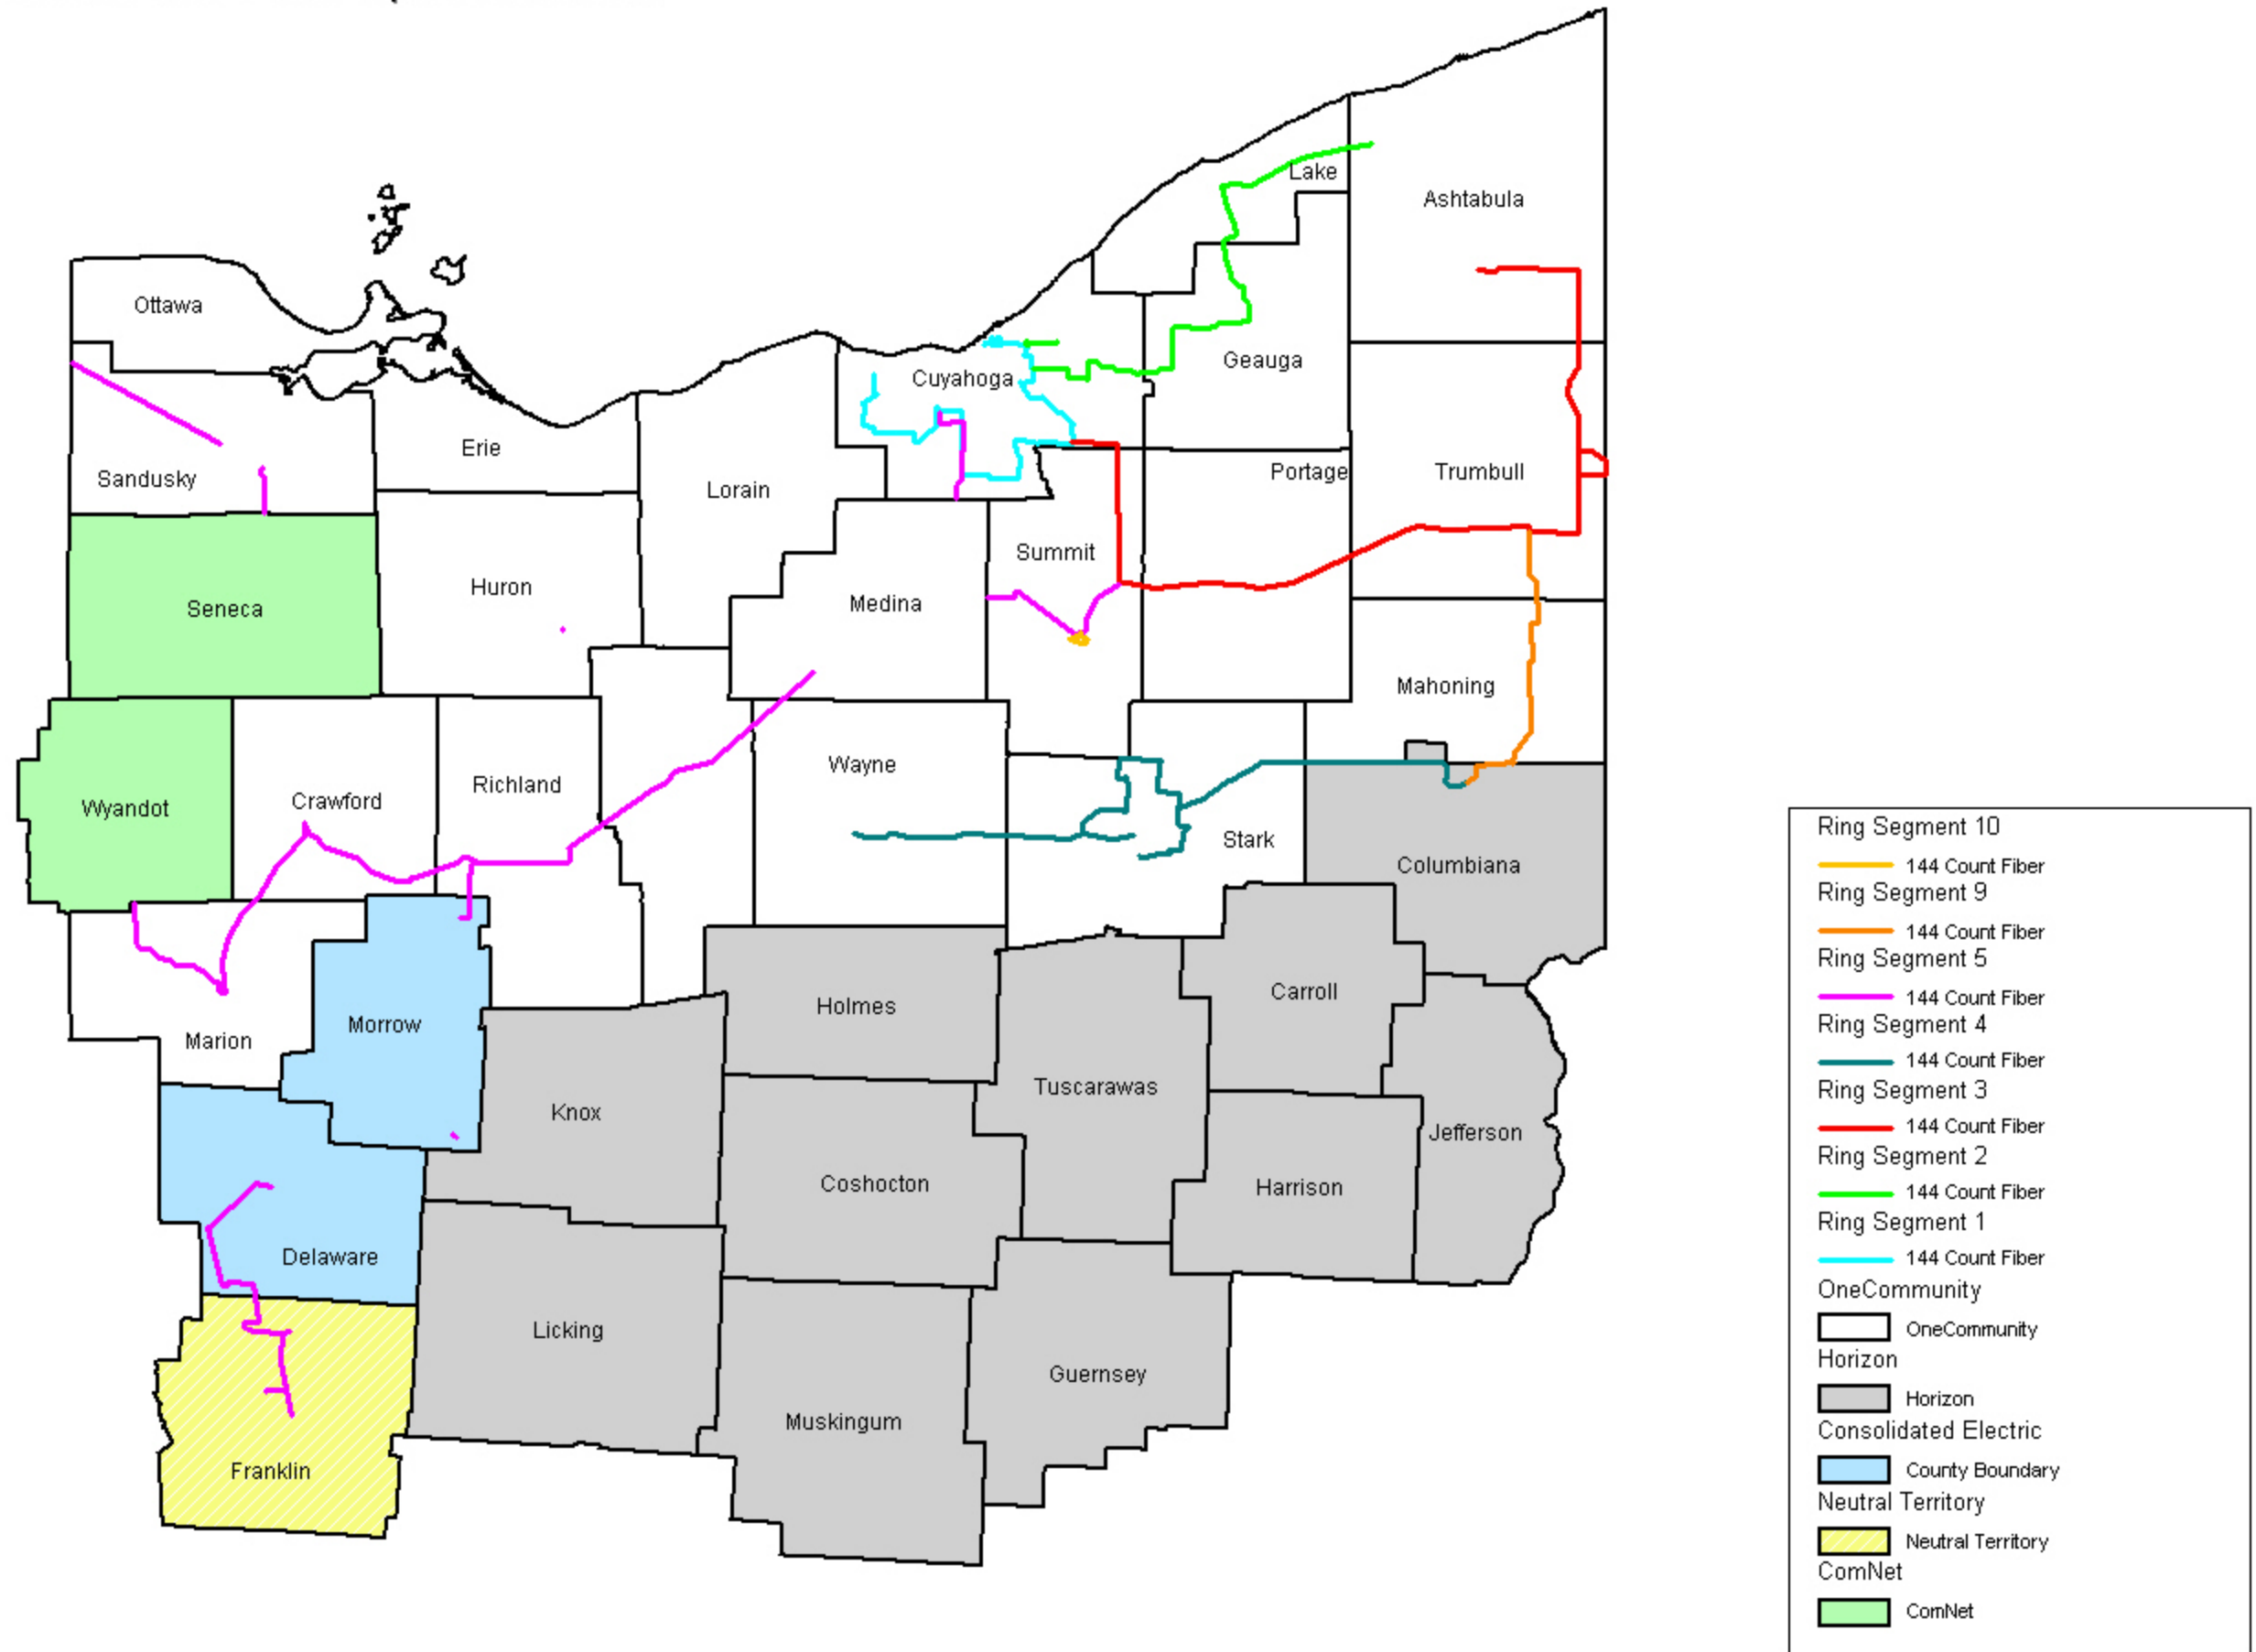 Lake
Ashtabula
Ottawa
Geauga
Cuyahoga
Erie
Sandusky
Lorain
Portage
Trumbull
Summit
Huron
Medina
Seneca
Mahoning
Wayne
Richland
Crawford
Wyandot
Stark
Columbiana
Carroll
Holmes
Morrow
Marion
Tuscarawas
Knox
Jefferson
Coshocton
Harrison
Delaware
Licking
Guernsey
Muskingum
Franklin
Ring Segment 10
144 Count Fiber
Ring Segment 9
144 Count Fiber
Ring Segment 5
144 Count Fiber
Ring Segment 4
144 Count Fiber
Ring Segment 3
144 Count Fiber
Ring Segment 2
144 Count Fiber
Ring Segment 1
144 Count Fiber
OneCommunity
OneCommunity
Horizon
Horizon
Consolidated Electric
County Boundary
Neutral Territory
Neutral Territory
ComNet
ComNet